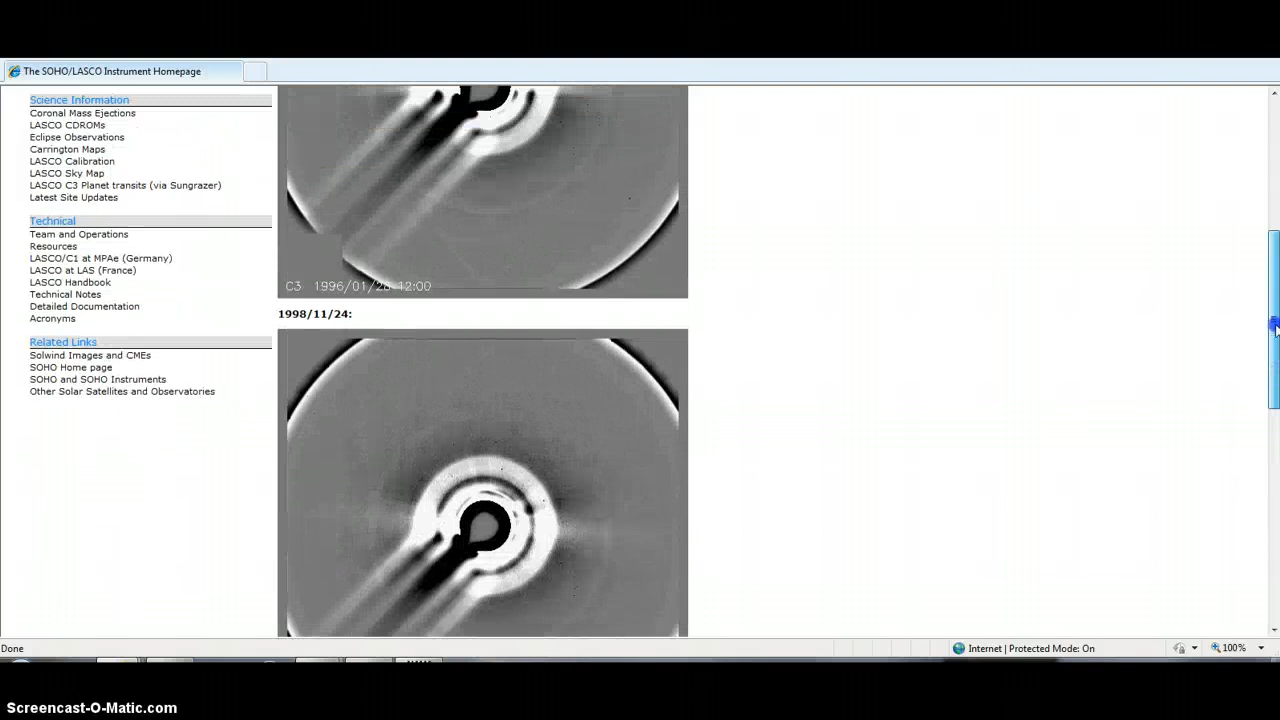 The SOHO/LASCO Instrument Homepage
Science Information
Coronal Mass Ejections
LASCO CDROMs
Eclipse Observations
Carrington Maps
LASCO Calibration
LASCO Sky Map
LASCO C3 Planet transits (via Sungrazer)
Latest Site Updates
Technical
Team and Operations
Resources
LASCO/C1 at MPAe (Germany)
LASCO at LAS (France)
LASCO Handbook
Technical Notes
Detailed Documentation
Acronyms
Related Links
Solwind Images and CMEs
SOHO Home page
SOHO and SOHO Instruments
Other Solar Satellites and Observatories
C3 12:00
1998/11/24:
Done
Internet | Protected Mode: On
100%
Screencast-O-Matic.com